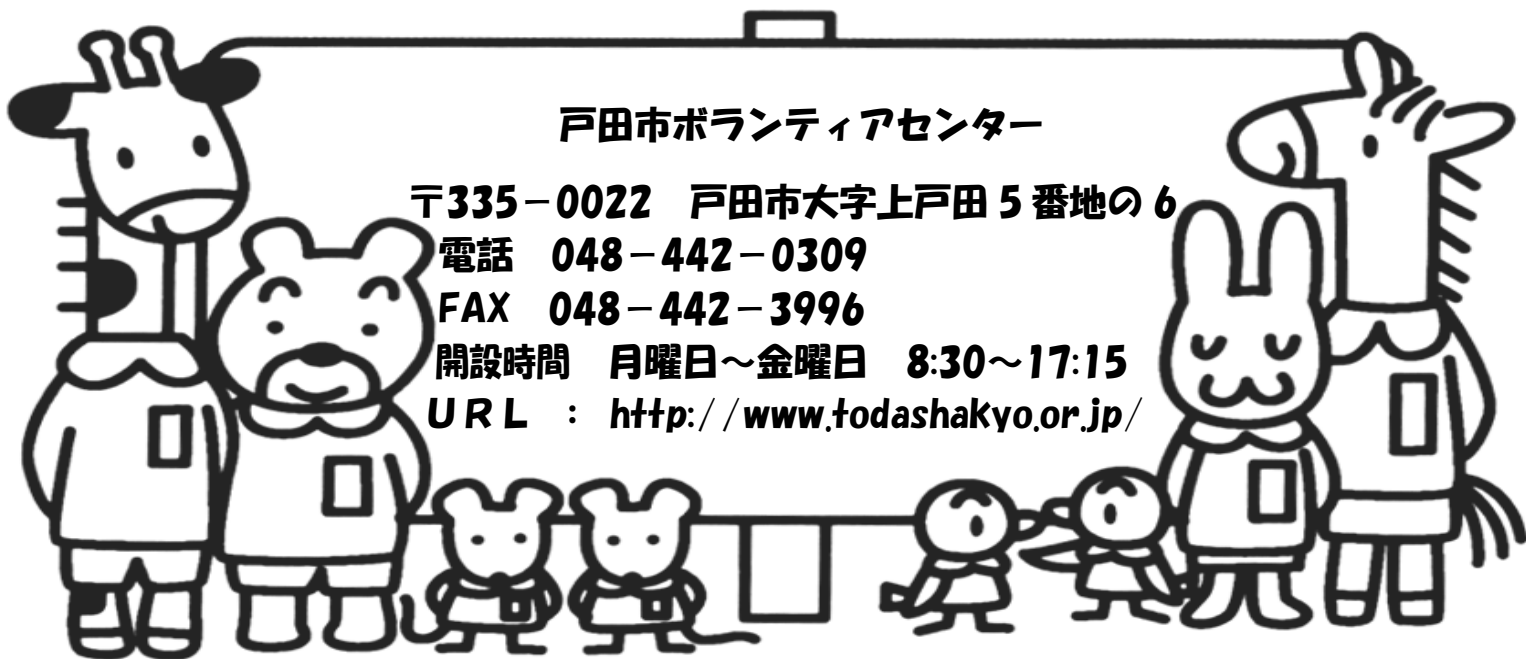 戸田市ボランティアセンター
〒335－0022　戸田市大字上戸田５番地の６
電話　048－442－0309
FAX　048－442－3996
開設時間　月曜日～金曜日　8:30～17:15
ＵＲＬ　：　http://www.todashakyo.or.jp/